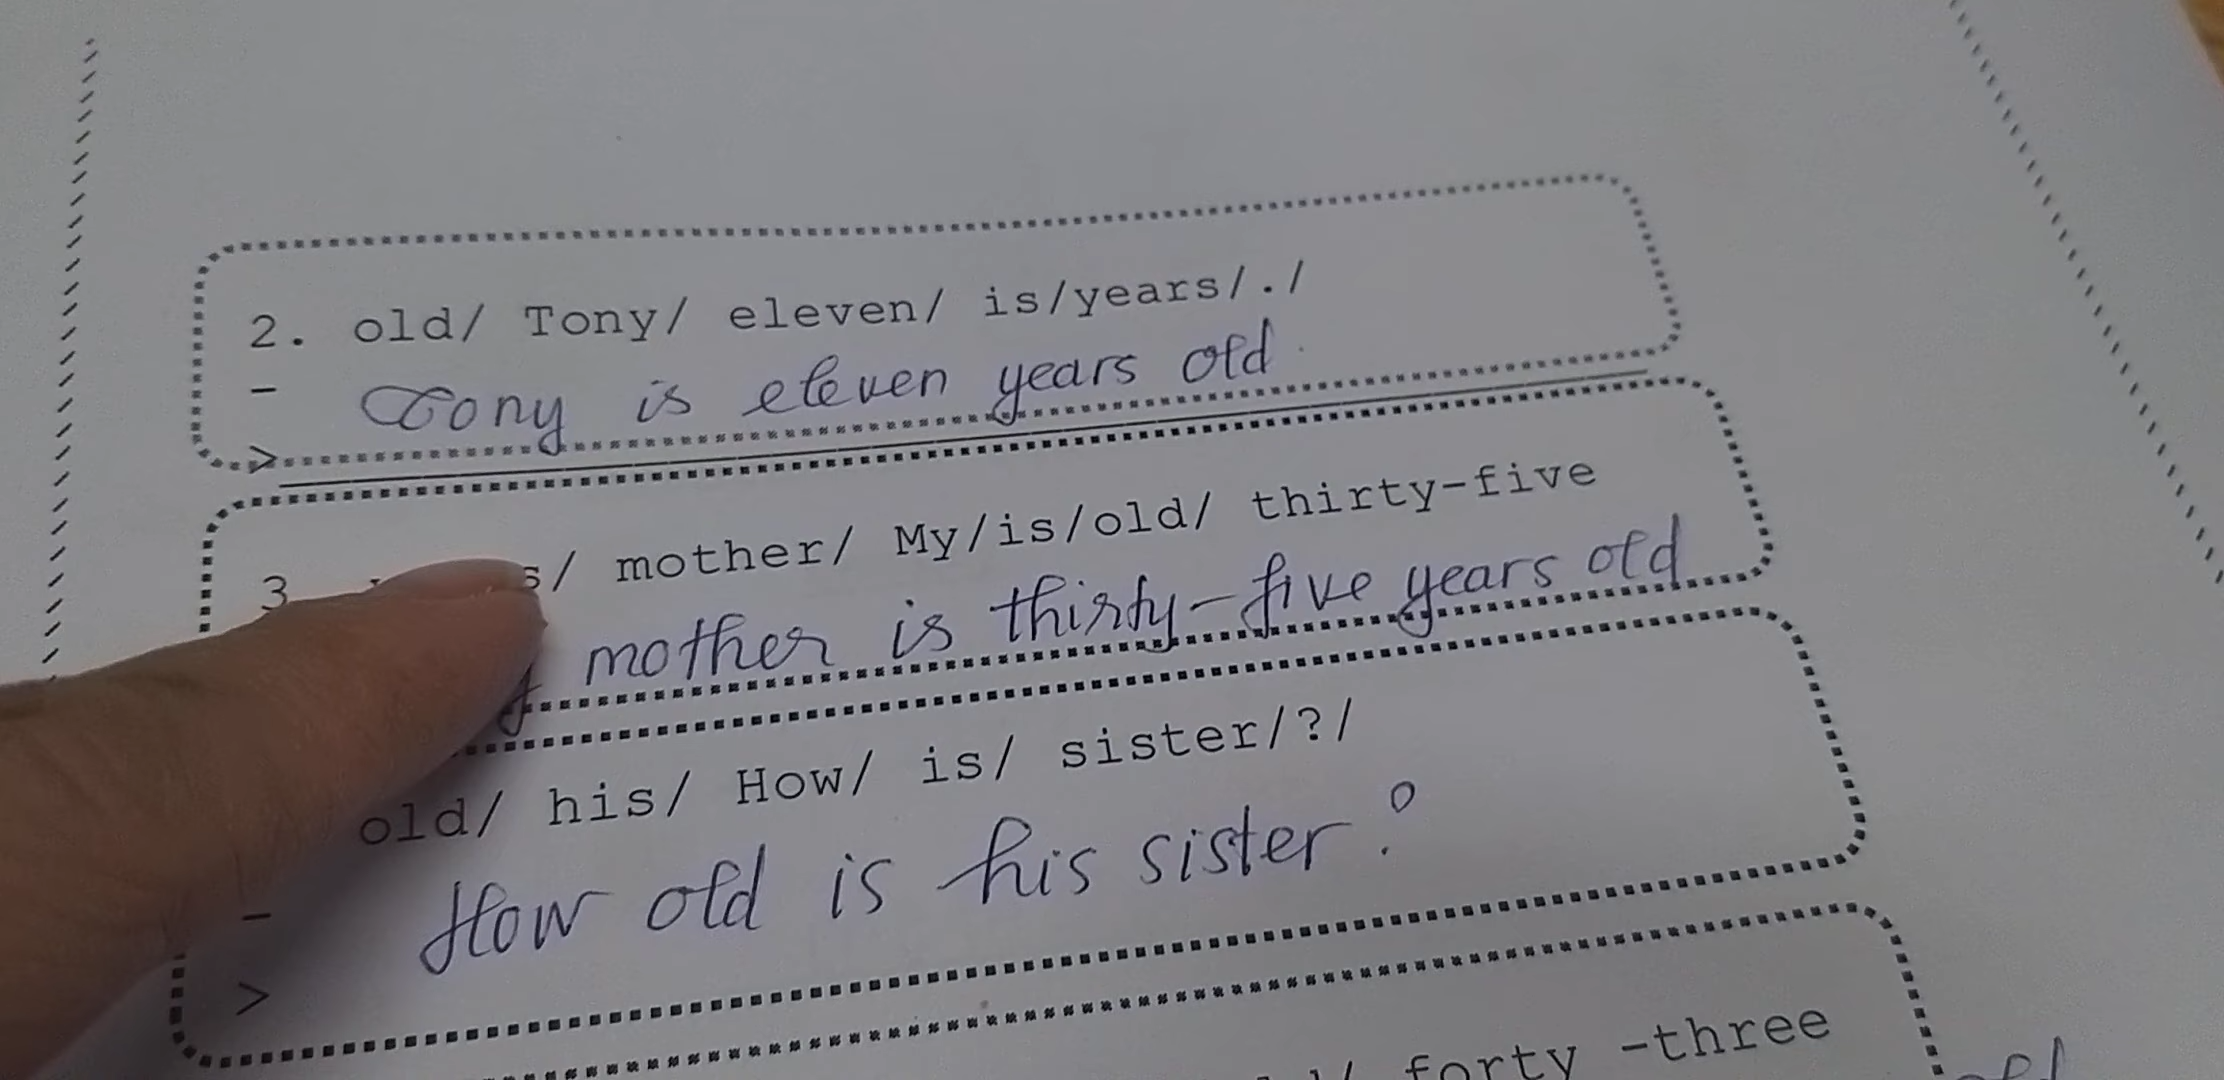 2. old/ Tony/ eleven/ is/years/./
- Tony is eleven years old.
>
3 s/ mother/ My/is/old/ thirty-five
mother is thirty-five years old
old/ his/ How/ is/ sister/?/
- How old is his sister?
>
forty -three